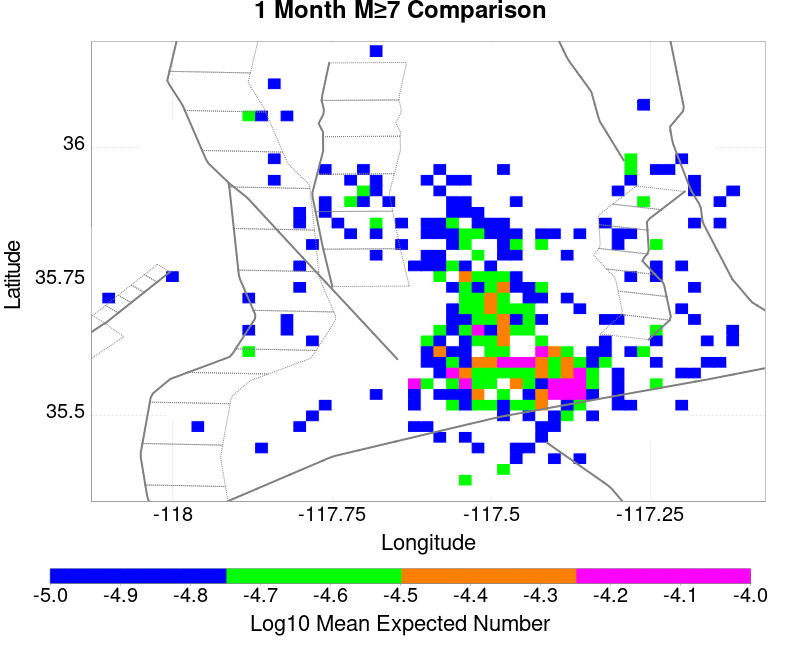 1 Month M≥7 Comparison
36
35.75
35.5
Latitude
-118 -117.75 -117.5 -117.25
Longitude
-5.0 -4.9 -4.8 -4.7 -4.6 -4.5 -4.4 -4.3 -4.2 -4.1 -4.0
Log10 Mean Expected Number